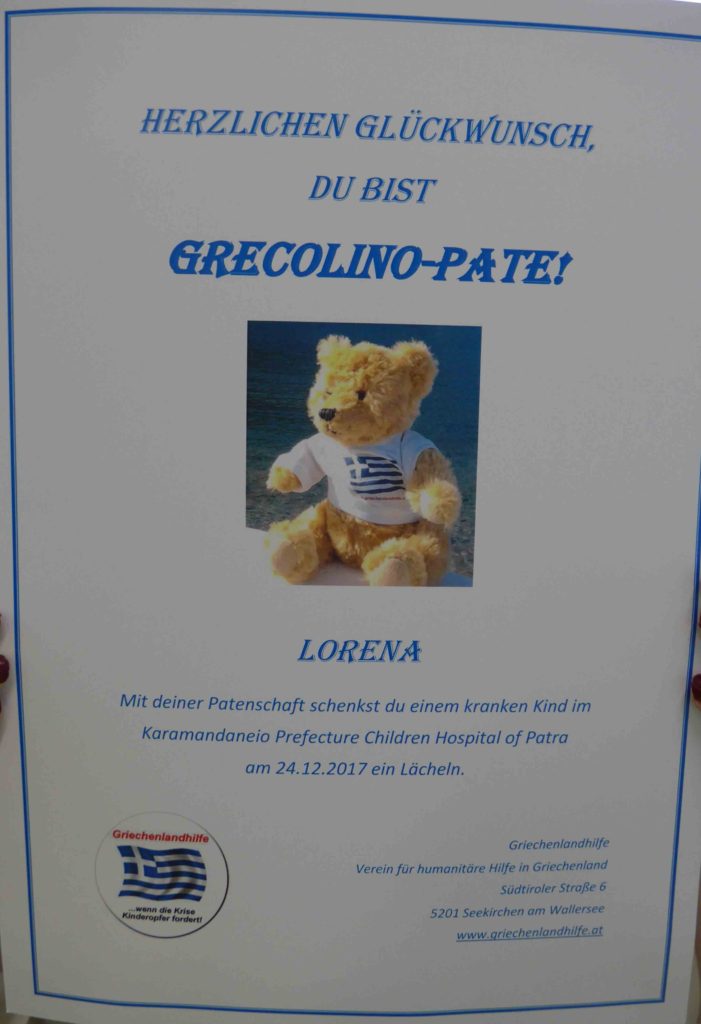 HERZLICHEN GLÜCKWUNSCH,
DU BIST
GRECOLINO-PATE!
LORENA
Mit deiner Patenschaft schenkst du einem kranken Kind im
Karamandaneio Prefecture Children Hospital of Patra
am 24.12.2017 ein Lächeln.
Griechenlandhilfe
...wenn die Krise
Kinderopfer fordert!
Griechenlandhilfe
Verein für humanitäre Hilfe in Griechenland
Südtiroler Straße 6
5201 Seekirchen am Wallersee
www.griechenlandhilfe.at